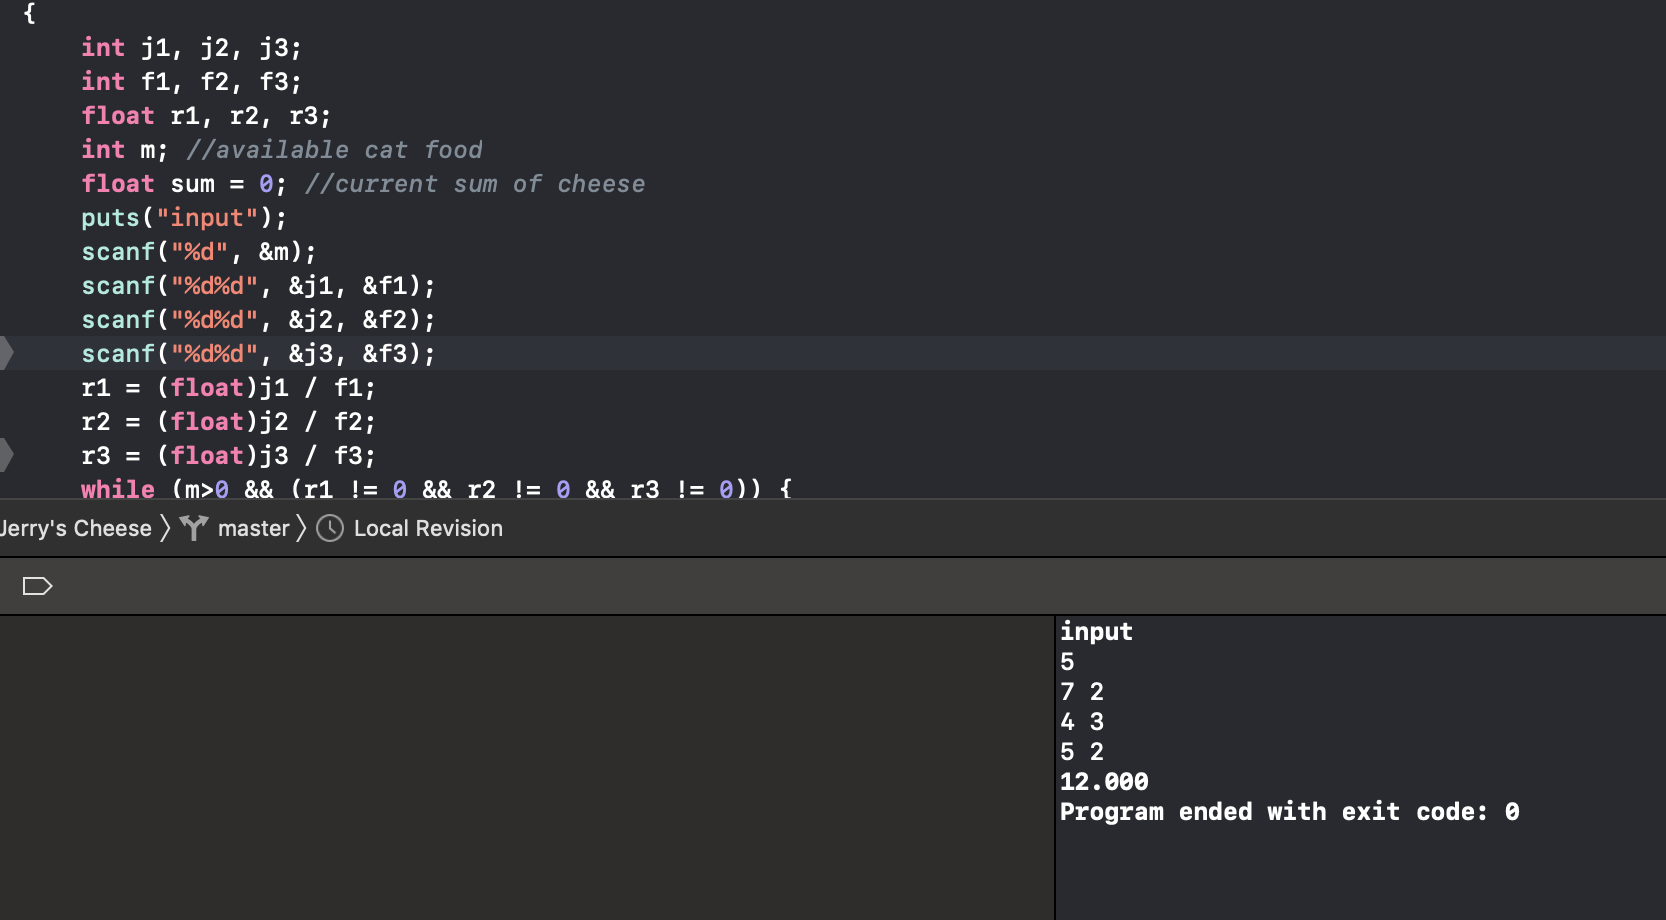 {
int j1, j2, j3;
int f1, f2, f3;
float r1, r2, r3;
int m; //available cat food
float sum = 0; //current sum of cheese
puts("input");
scanf("%d", &m);
scanf("%d%d", &j1, &f1);
scanf("%d%d", &j2, &f2);
scanf("%d%d", &j3, &f3);
r1 = (float)j1 / f1;
r2 = (float)j2 / f2;
r3 = (float)j3 / f3;
while (m>0 && (r1 != 0 && r2 != 0 && r3 != 0)) {
Jerry's Cheese 〉 master 〉 Local Revision
input
5
7 2
4 3
5 2
12.000
Program ended with exit code: 0